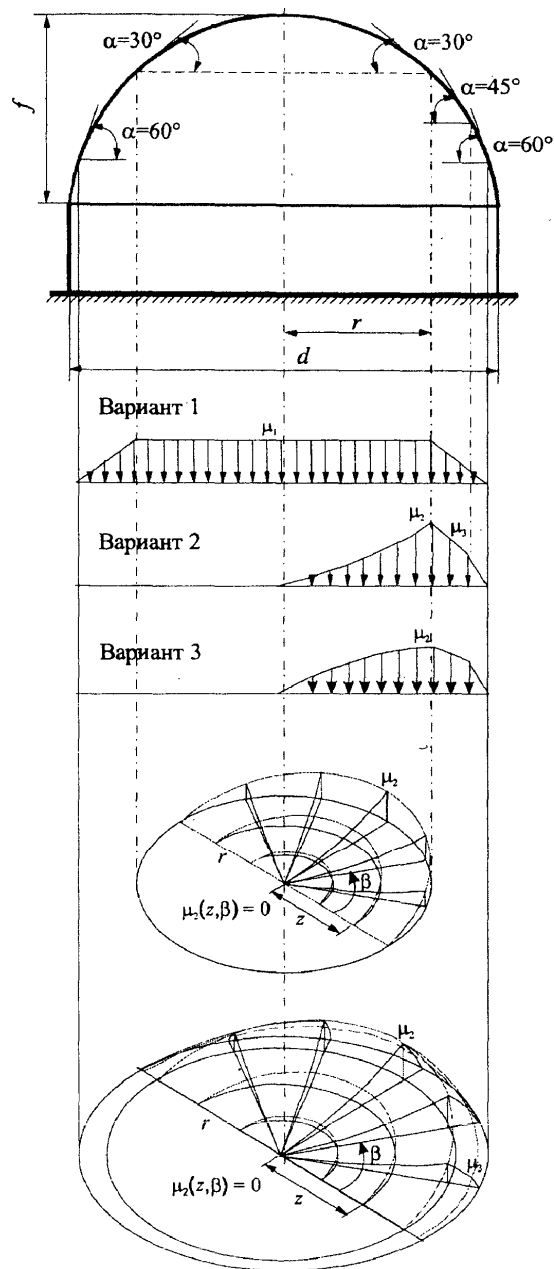 α=30°
α=30°
f
α=45°
α=60°
α=60°
r
d
Вариант 1
μ₁
Вариант 2
μ₂
μ₃
Вариант 3
μ₂
μ₂
r
β
μ₂(z,β) = 0
z
μ₂
r
β
μ₃
μ₂(z,β) = 0
z